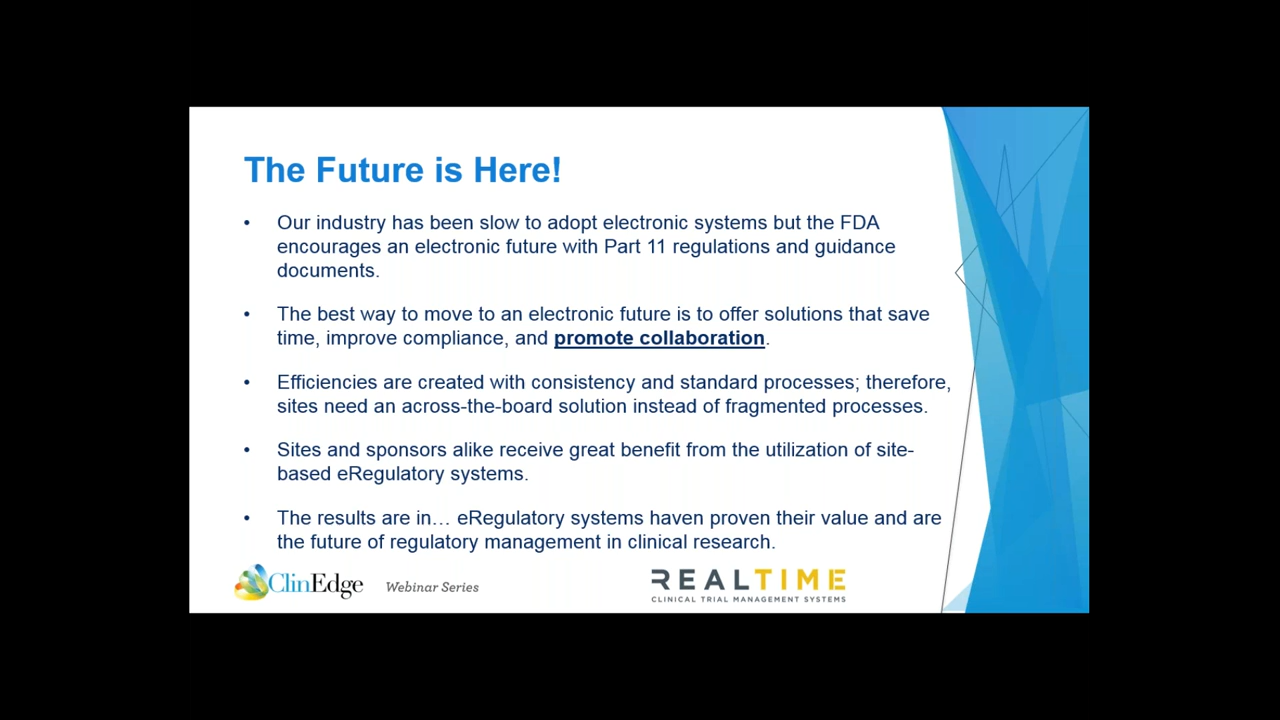 The Future is Here!
• Our industry has been slow to adopt electronic systems but the FDA
encourages an electronic future with Part 11 regulations and guidance
documents.
• The best way to move to an electronic future is to offer solutions that save
time, improve compliance, and promote collaboration.
• Efficiencies are created with consistency and standard processes; therefore,
sites need an across-the-board solution instead of fragmented processes.
• Sites and sponsors alike receive great benefit from the utilization of site-
based eRegulatory systems.
• The results are in… eRegulatory systems haven proven their value and are
the future of regulatory management in clinical research.
ClinEdge Webinar Series
REALTIME
CLINICAL TRIAL MANAGEMENT SYSTEMS